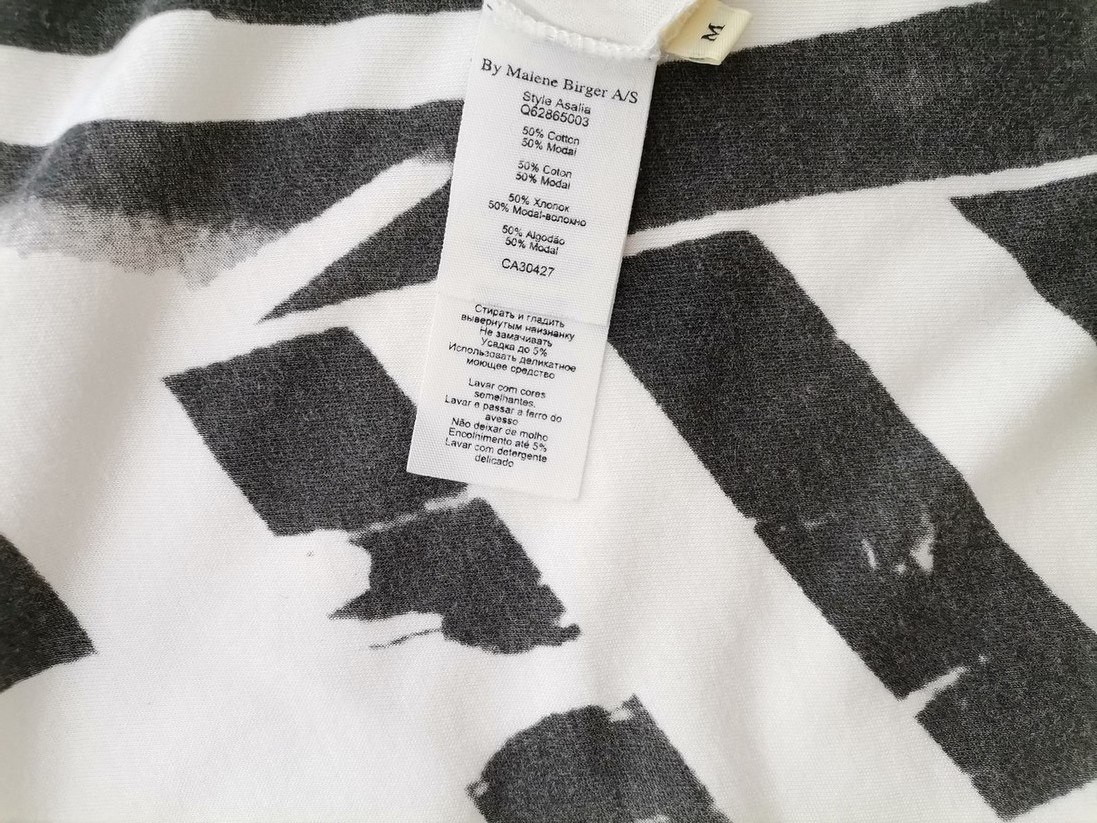 M
By Malene Birger A/S
Style Asalia
Q62865003
50% Cotton
50% Modal
50% Coton
50% Modal
50% Хлопок
50% Modal-волокно
50% Algodão
50% Modal
CA30427
Стирать и гладить
вывернутым наизнанку
Не замачивать
Усадка до 5%
Использовать деликатное
моющее средство
Lavar com cores
semelhantes.
Lavar e passar a ferro do
avesso
Não deixar de molho
Encolhimento até 5%
Lavar com detergente
delicado